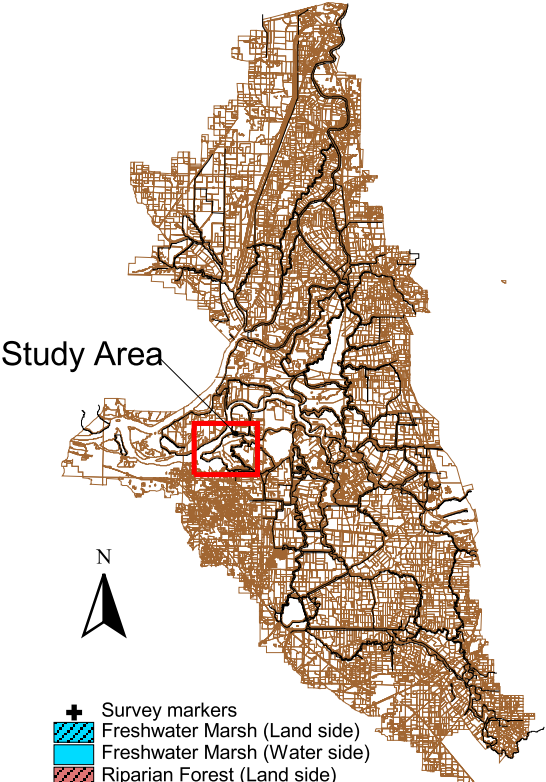 Study Area
N
Survey markers
Freshwater Marsh (Land side)
Freshwater Marsh (Water side)
Riparian Forest (Land side)